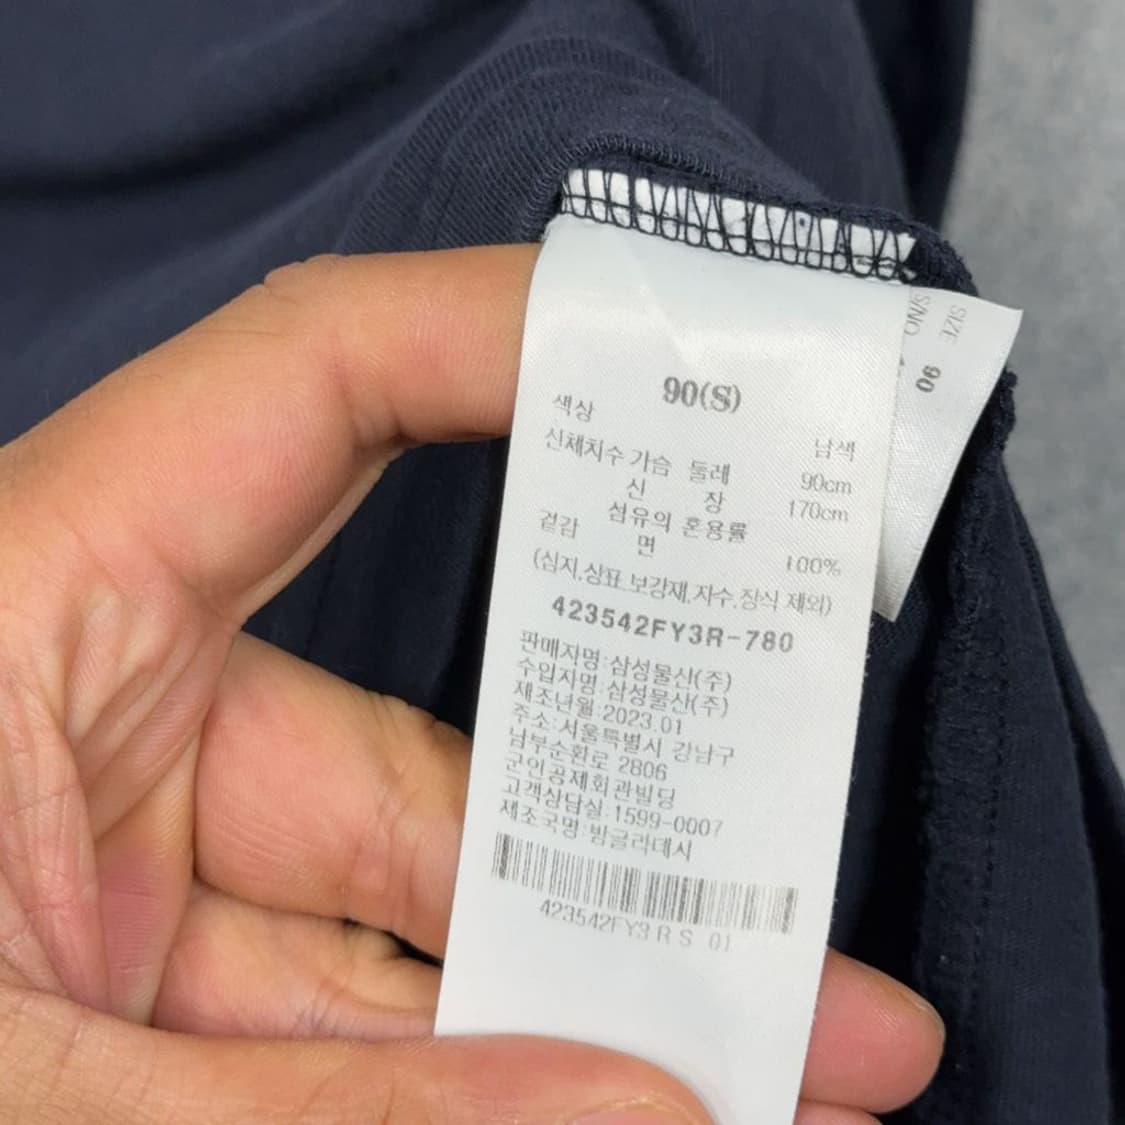 90(S)
색상 남색
신체치수 가슴 둘레 90cm
신 장 170cm
섬유의 혼용률
겉감 면 100%
(심지,상표,보강재,자수,장식 제외)
423542FY3R-780
판매자명:삼성물산(주)
수입자명:삼성물산(주)
제조년월:2023.01
주소:서울특별시 강남구
남부순환로 2806
군인공제회관빌딩
고객상담실:1599-0007
제조국명:방글라데시
423542FY3 R S 01
SIZE
S/NO
06